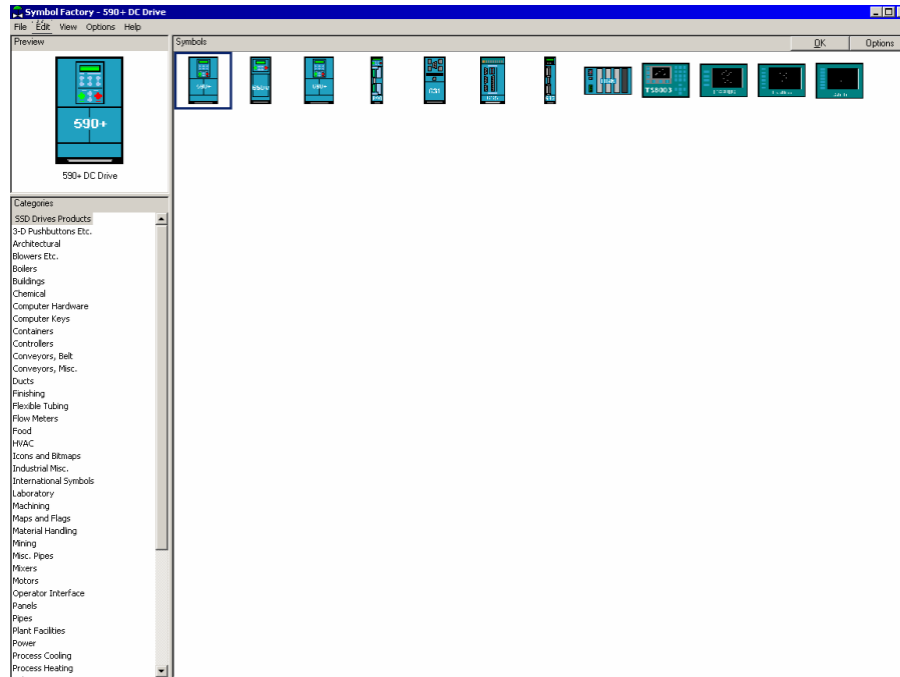 Symbol Factory - 590+ DC Drive
File Edit View Options Help
Preview
Symbols
OK
Options
590+
590+ DC Drive
590+
650V
690+
631
TS8003
Categories
SSD Drives Products
3-D Pushbuttons Etc.
Architectural
Blowers Etc.
Boilers
Buildings
Chemical
Computer Hardware
Computer Keys
Containers
Controllers
Conveyors, Belt
Conveyors, Misc.
Ducts
Finishing
Flexible Tubing
Flow Meters
Food
HVAC
Icons and Bitmaps
Industrial Misc.
International Symbols
Laboratory
Machining
Maps and Flags
Material Handling
Mining
Misc. Pipes
Mixers
Motors
Operator Interface
Panels
Pipes
Plant Facilities
Power
Process Cooling
Process Heating